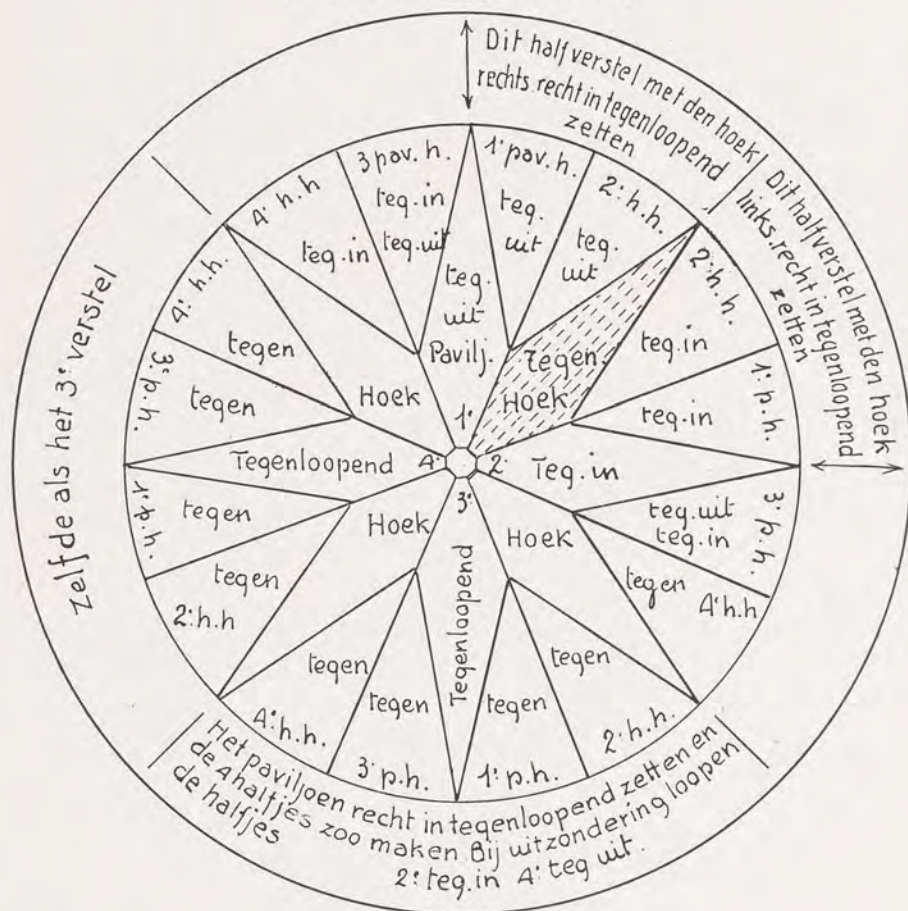 Dit halfverstel met den hoek
rechts. recht in tegenloopend
zetten
Dit halfverstel met den hoek
links. recht in tegenloopend
zetten
Het paviljoen recht in tegenloopend zetten en
de 4 halfjes zoo maken Bij uitzondering loopen
de halfjes
2e teg.in 4e teg uit.
zelfde als het 3e verstel
1e pav. h.
teg.
uit
2e h.h.
teg.
uit
Tegen
Hoek
2e h.h.
teg.in
1e p.h.
teg.in
2e
Teg.in
3e p.h.
teg.uit
teg.in
4e h.h
tegen
Hoek
2e h.h.
tegen
1e p.h.
tegen
3e
Tegenloopend
3e p.h.
tegen
4e h.h.
tegen
Hoek
2e h.h
tegen
1e p.h.
tegen
4e
Tegenloopend
3e p.h.
tegen
4e h.h.
tegen
Hoek
4e h.h
teg.in
3 pav. h.
teg.in
teg.uit
teg.
uit
Pavilj.
1e